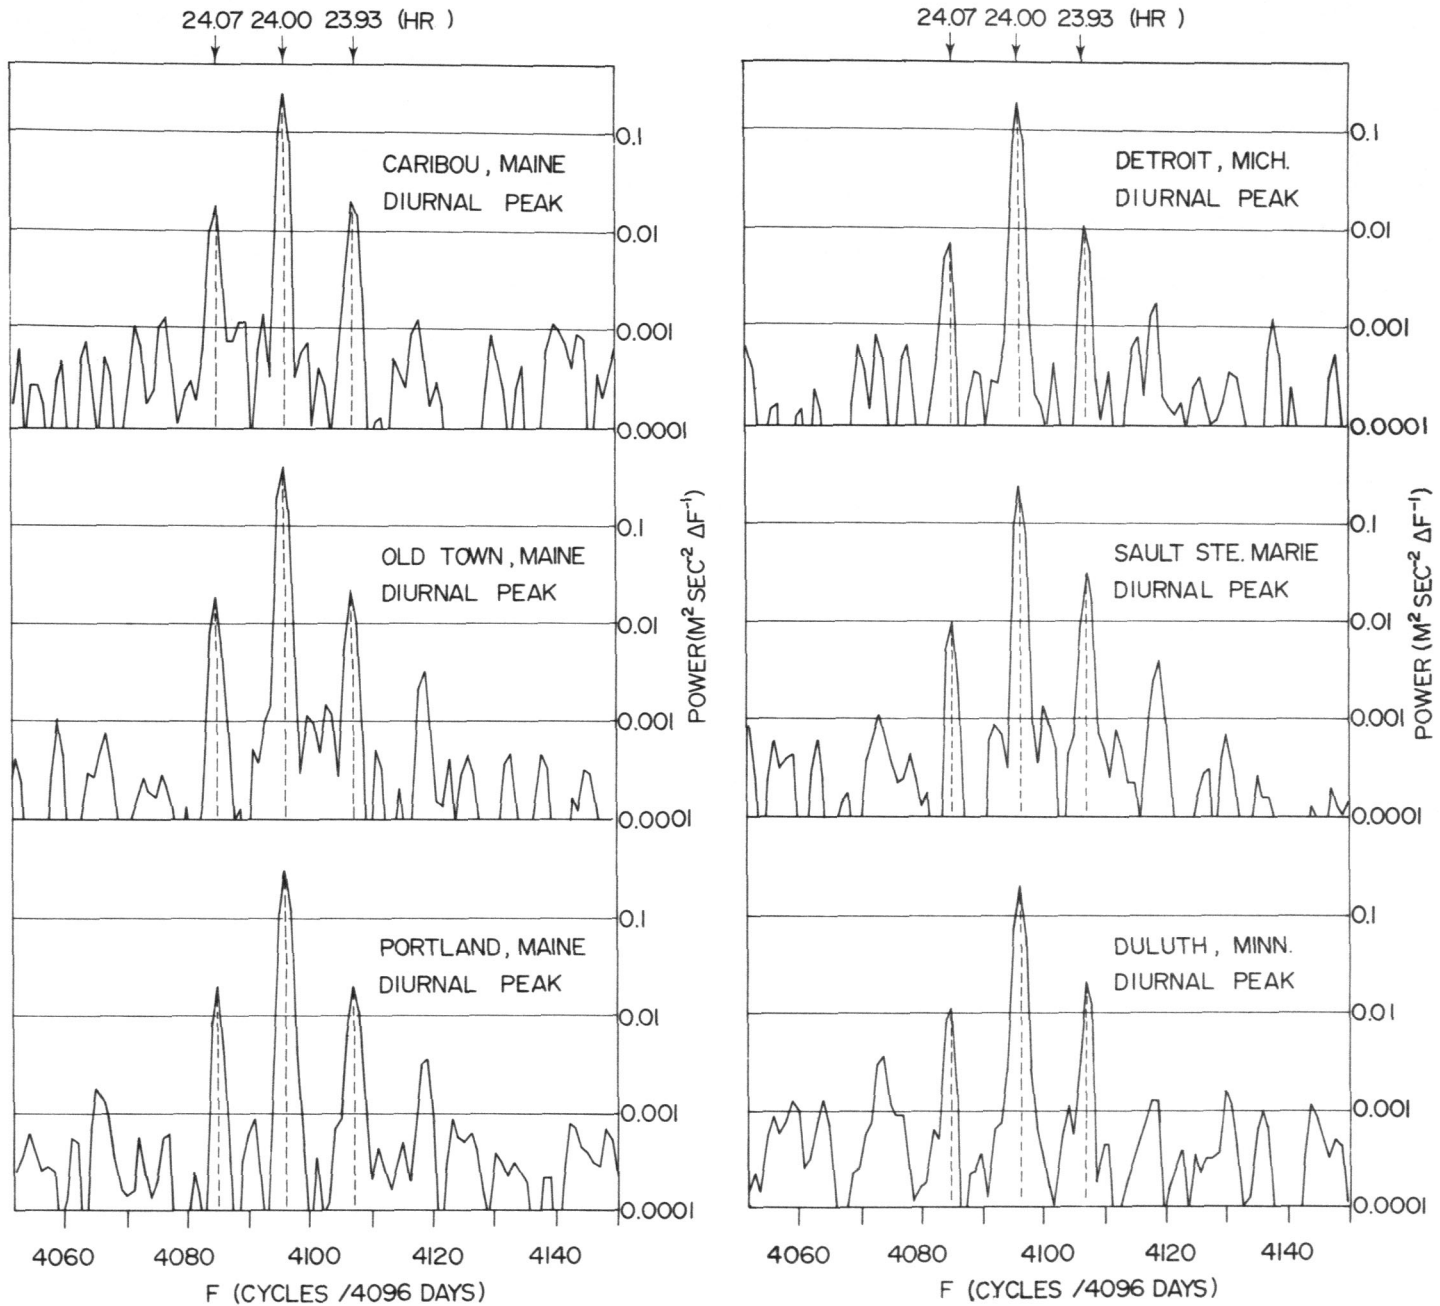 24.07 24.00 23.93 (HR )
0.1
CARIBOU, MAINE
DIURNAL PEAK
0.01
0.001
0.0001
0.1
OLD TOWN, MAINE
DIURNAL PEAK
0.01
0.001
0.0001
0.1
PORTLAND, MAINE
DIURNAL PEAK
0.01
0.001
0.0001
POWER(M² SEC⁻² ΔF⁻¹)
4060 4080 4100 4120 4140
F (CYCLES /4096 DAYS)
24.07 24.00 23.93 (HR )
0.1
DETROIT, MICH.
DIURNAL PEAK
0.01
0.001
0.0001
0.1
SAULT STE. MARIE
DIURNAL PEAK
0.01
0.001
0.0001
0.1
DULUTH, MINN.
DIURNAL PEAK
0.01
0.001
0.0001
POWER (M² SEC⁻² ΔF⁻¹)
4060 4080 4100 4120 4140
F (CYCLES /4096 DAYS)